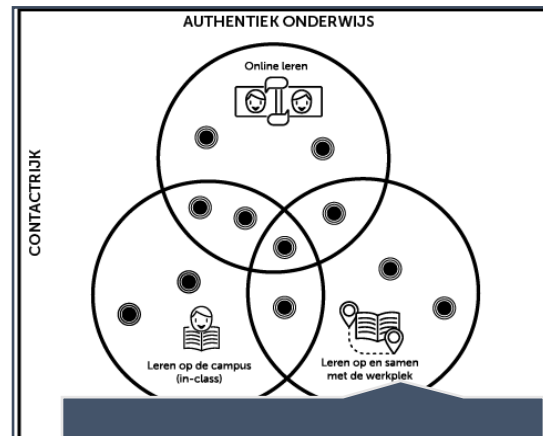 AUTHENTIEK ONDERWIJS
CONTACTRIJK
Online leren
Leren op de campus
(in-class)
Leren op en samen
met de werkplek